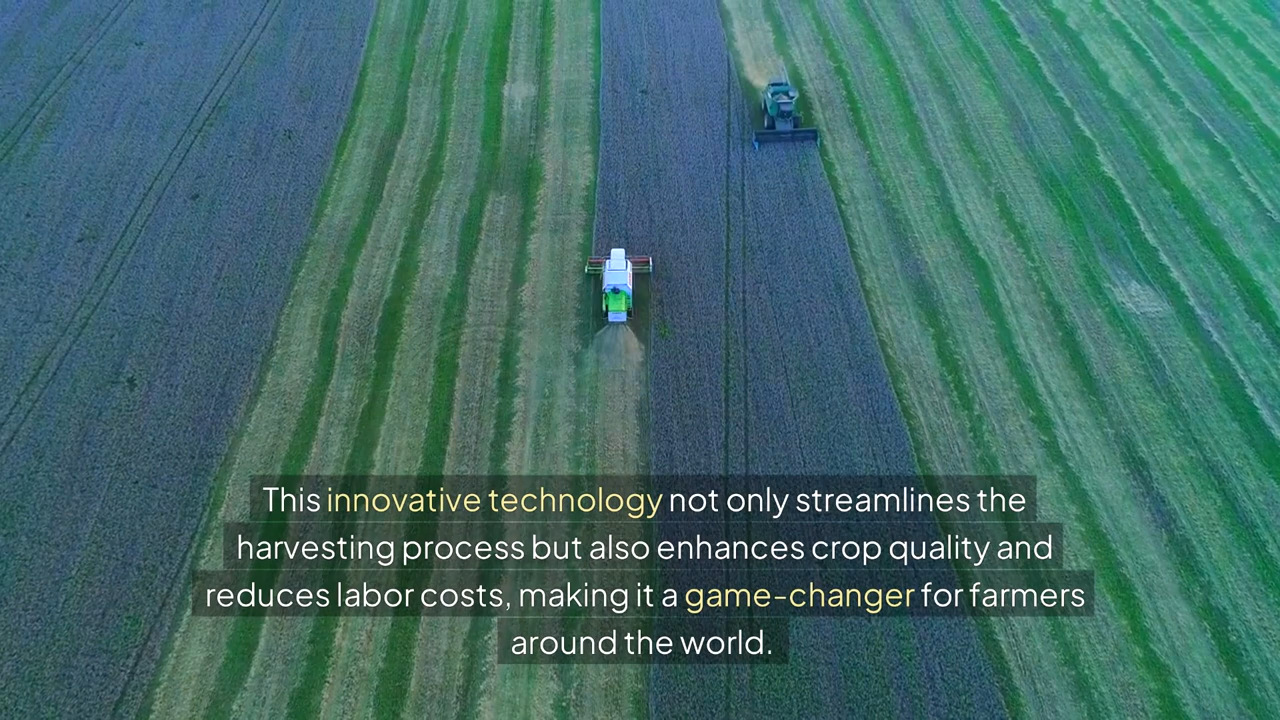 This innovative technology not only streamlines the
harvesting process but also enhances crop quality and
reduces labor costs, making it a game-changer for farmers
around the world.